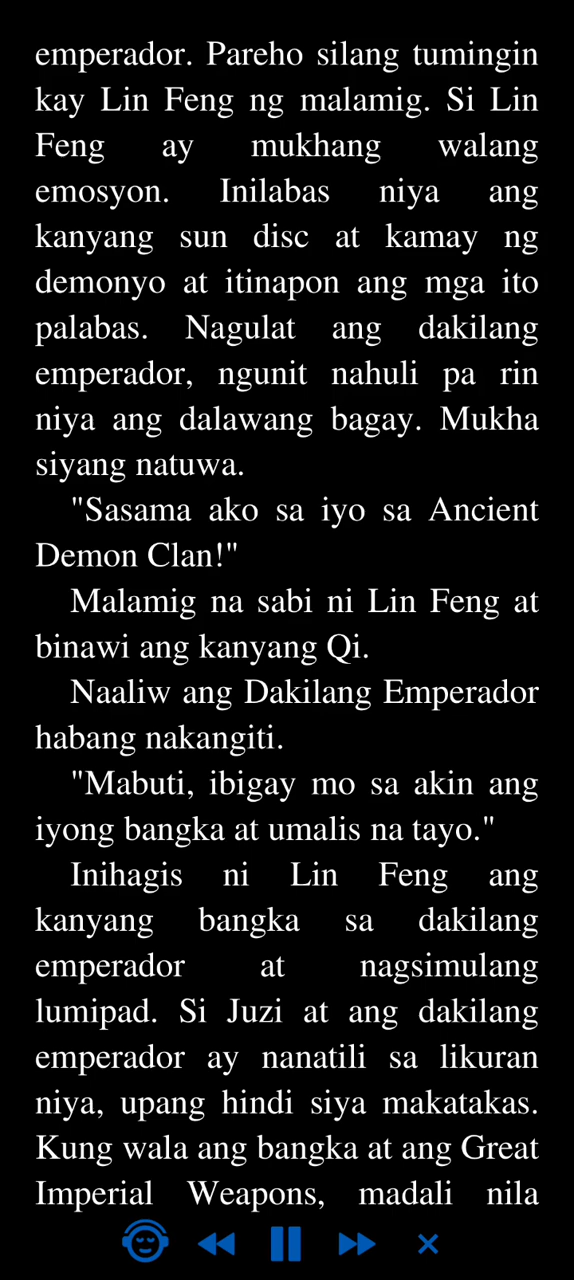 emperador. Pareho silang tumingin
kay Lin Feng ng malamig. Si Lin
Feng ay mukhang walang
emosyon. Inilabas niya ang
kanyang sun disc at kamay ng
demonyo at itinapon ang mga ito
palabas. Nagulat ang dakilang
emperador, ngunit nahuli pa rin
niya ang dalawang bagay. Mukha
siyang natuwa.
"Sasama ako sa iyo sa Ancient
Demon Clan!"
Malamig na sabi ni Lin Feng at
binawi ang kanyang Qi.
Naaliw ang Dakilang Emperador
habang nakangiti.
"Mabuti, ibigay mo sa akin ang
iyong bangka at umalis na tayo."
Inihagis ni Lin Feng ang
kanyang bangka sa dakilang
emperador at nagsimulang
lumipad. Si Juzi at ang dakilang
emperador ay nanatili sa likuran
niya, upang hindi siya makatakas.
Kung wala ang bangka at ang Great
Imperial Weapons, madali nila